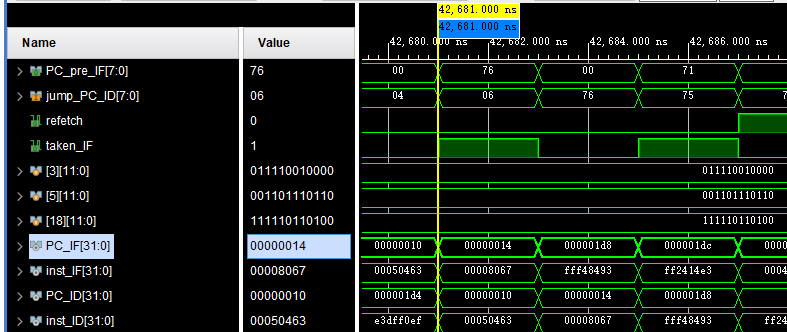 42,681.000 ns
42,681.000 ns
Name Value 42,680.000 ns 42,682.000 ns 42,684.000 ns 42,686.000 ns
PC_pre_IF[7:0] 76 00 76 00 71
jump_PC_ID[7:0] 06 04 06 76 75 7
refetch 0
taken_IF 1
[3][11:0] 011110010000 011110010000
[5][11:0] 001101110110 001101110110
[18][11:0] 111110110100 111110110100
PC_IF[31:0] 00000014 00000010 00000014 000001d8 000001dc 0000
inst_IF[31:0] 00008067 00050463 00008067 fff48493 ff2414e3 0004
PC_ID[31:0] 00000010 000001d4 00000010 00000014 000001d8 0000
inst_ID[31:0] 00050463 e3dff0ef 00050463 00008067 fff48493 ff24